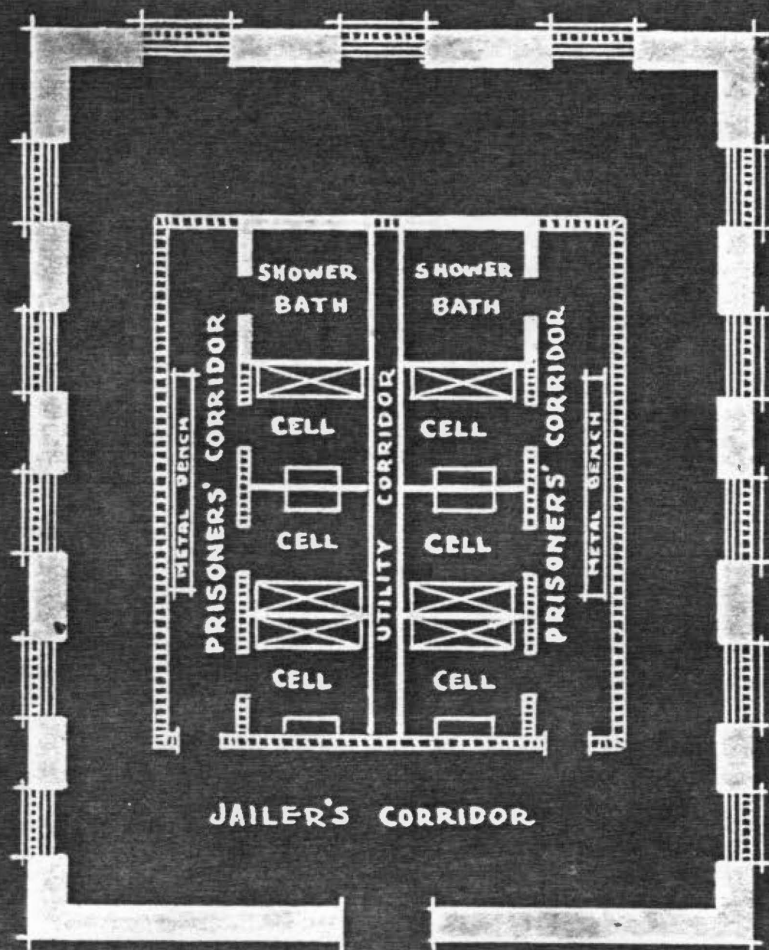 SHOWER
BATH
SHOWER
BATH
PRISONERS' CORRIDOR
METAL BENCH
CELL
CELL
CELL
UTILITY CORRIDOR
CELL
CELL
CELL
PRISONERS' CORRIDOR
METAL BENCH
JAILER'S CORRIDOR